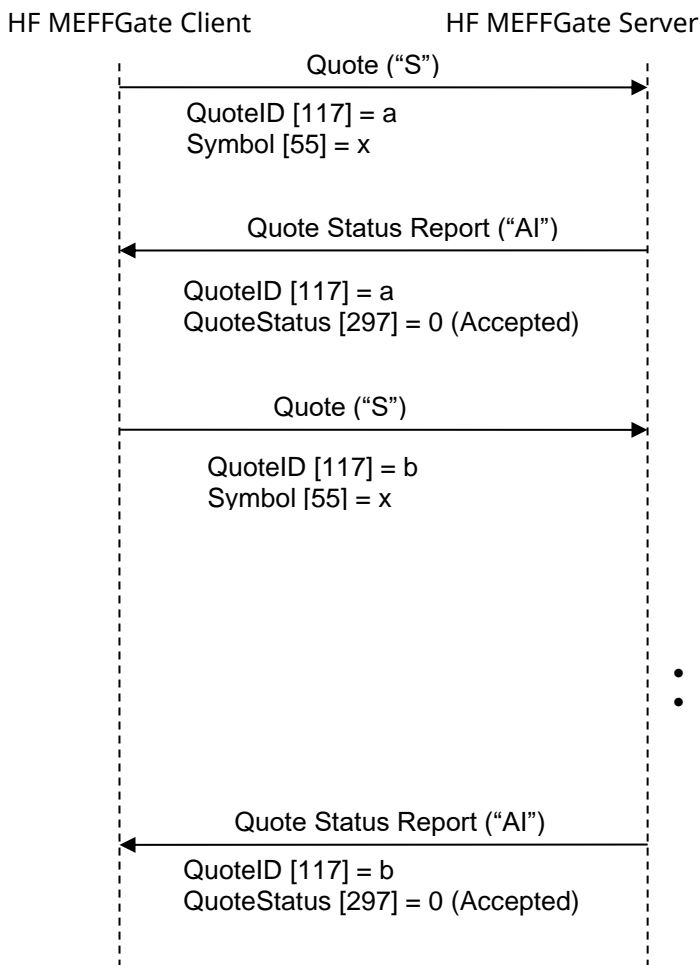 HF MEFFGate Client HF MEFFGate Server
Quote (“S”)
QuoteID [117] = a
Symbol [55] = x
Quote Status Report (“AI”)
QuoteID [117] = a
QuoteStatus [297] = 0 (Accepted)
Quote (“S”)
QuoteID [117] = b
Symbol [55] = x
•
•
Quote Status Report (“AI”)
QuoteID [117] = b
QuoteStatus [297] = 0 (Accepted)